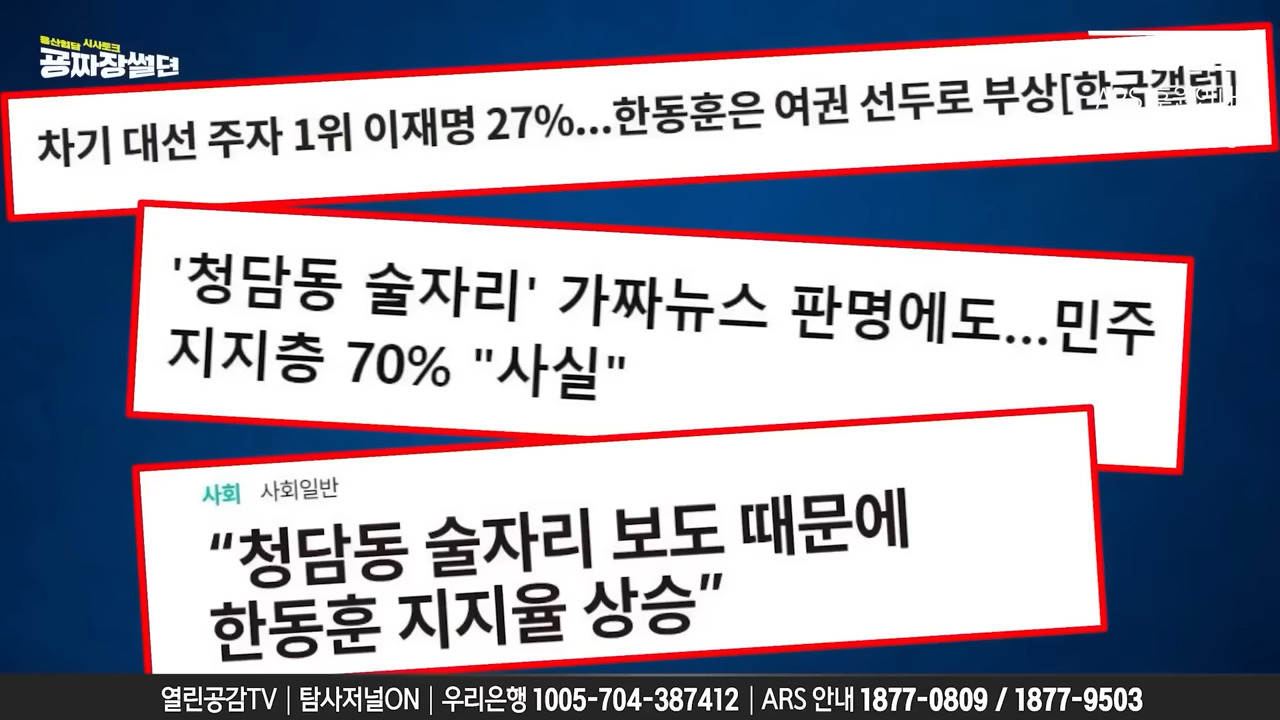 시사토크
공짜장썰뎐
차기 대선 주자 1위 이재명 27%...한동훈은 여권 선두로 부상[한국갤럽]
'청담동 술자리' 가짜뉴스 판명에도...민주
지지층 70% "사실"
사회 사회일반
“청담동 술자리 보도 때문에
한동훈 지지율 상승”
열린공감TV | 탐사저널ON | 우리은행 1005-704-387412 | ARS 안내 1877-0809 / 1877-9503